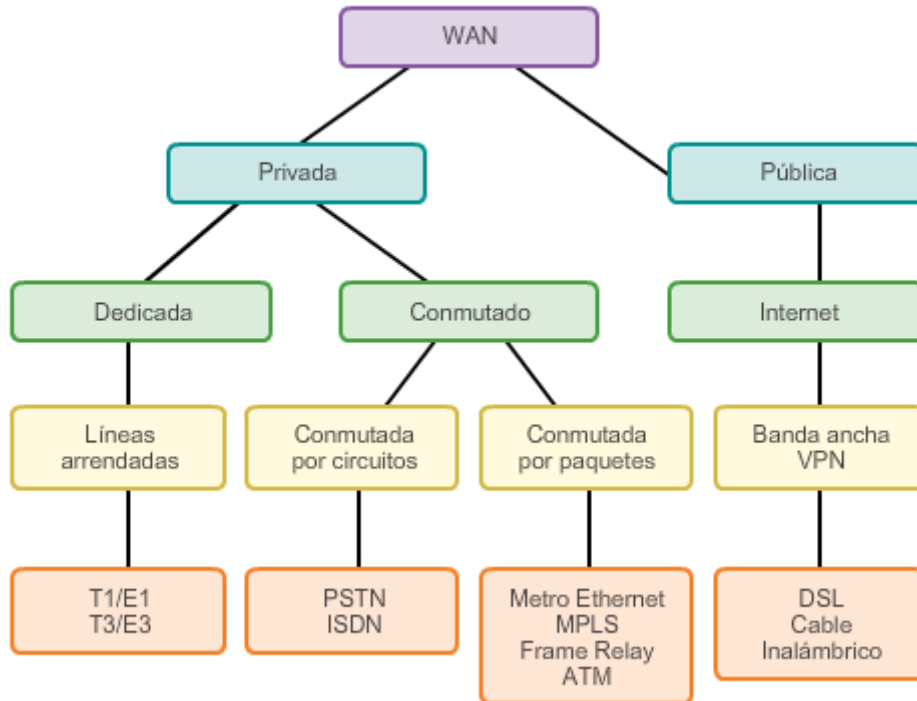 WAN
Privada
Pública
Dedicada
Conmutado
Internet
Líneas
arrendadas
Conmutada
por circuitos
Conmutada
por paquetes
Banda ancha
VPN
T1/E1
T3/E3
PSTN
ISDN
Metro Ethernet
MPLS
Frame Relay
ATM
DSL
Cable
Inalámbrico